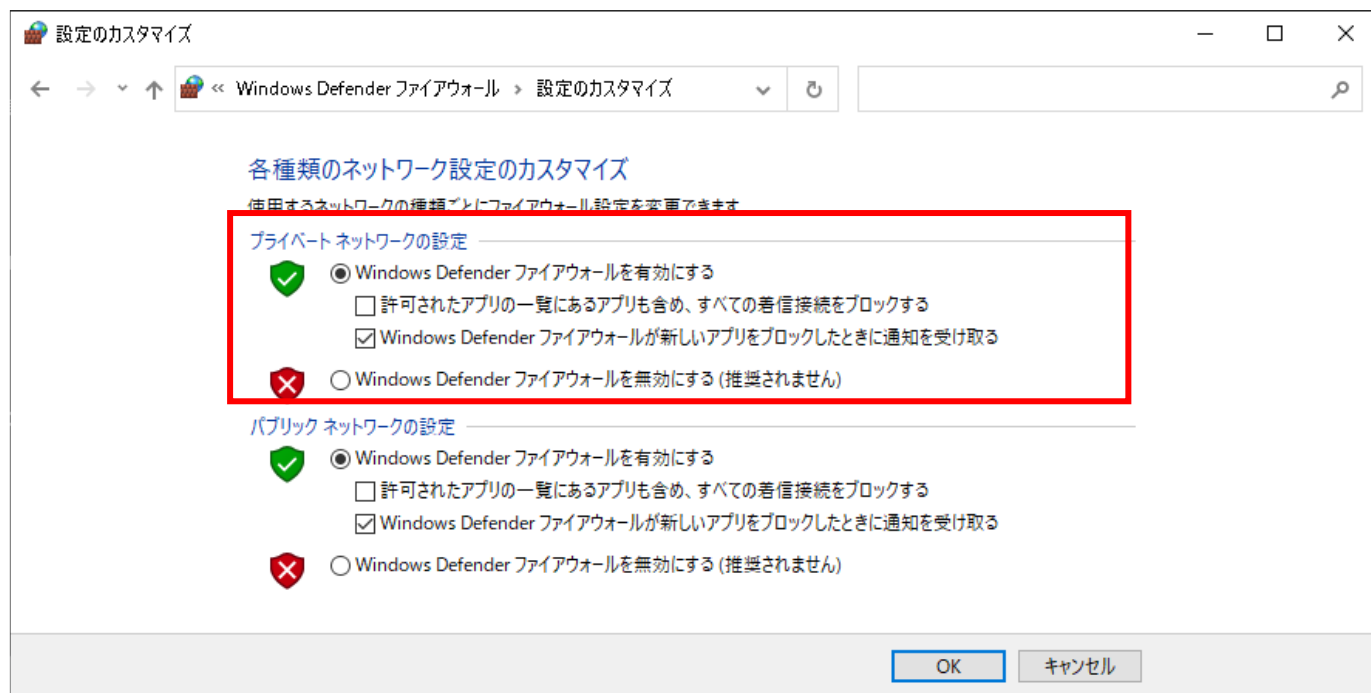 設定のカスタマイズ
« Windows Defender ファイアウォール › 設定のカスタマイズ
各種類のネットワーク設定のカスタマイズ
使用するネットワークの種類ごとにファイアウォール設定を変更できます
プライベート ネットワークの設定
Windows Defender ファイアウォールを有効にする
許可されたアプリの一覧にあるアプリも含め、すべての着信接続をブロックする
Windows Defender ファイアウォールが新しいアプリをブロックしたときに通知を受け取る
Windows Defender ファイアウォールを無効にする (推奨されません)
パブリック ネットワークの設定
Windows Defender ファイアウォールを有効にする
許可されたアプリの一覧にあるアプリも含め、すべての着信接続をブロックする
Windows Defender ファイアウォールが新しいアプリをブロックしたときに通知を受け取る
Windows Defender ファイアウォールを無効にする (推奨されません)
OK キャンセル